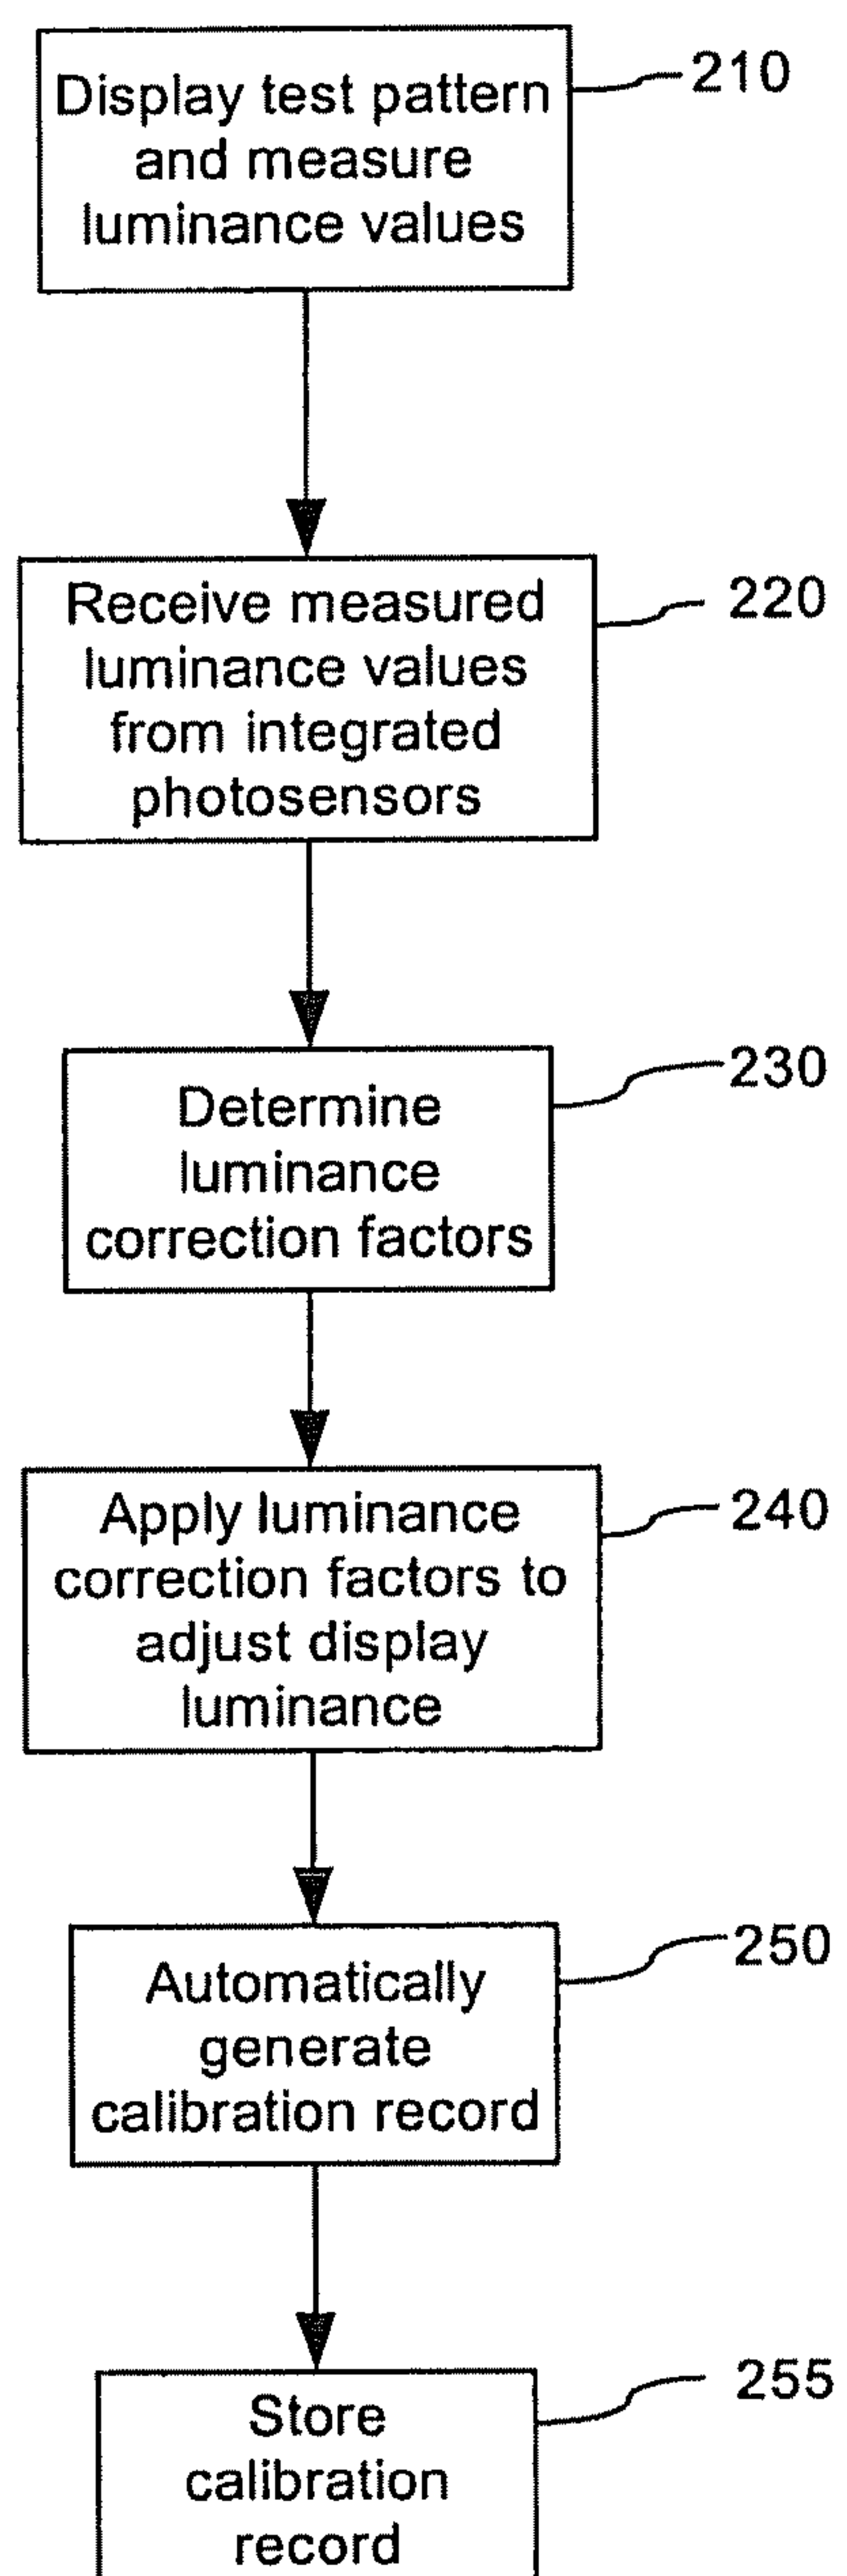 Display test pattern
and measure
luminance values
210
Receive measured
luminance values
from integrated
photosensors
220
Determine
luminance
correction factors
230
Apply luminance
correction factors to
adjust display
luminance
240
Automatically
generate
calibration record
250
Store
calibration
record
255